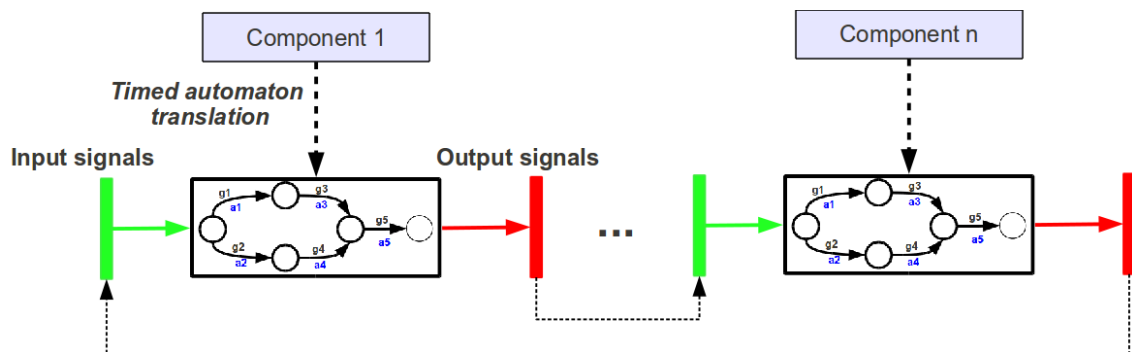 Component 1
Component n
Timed automaton
translation
Input signals
Output signals
g1
a1
g3
a3
g2
a2
g4
a4
g5
a5
...
g1
a1
g3
a3
g2
a2
g4
a4
g5
a5